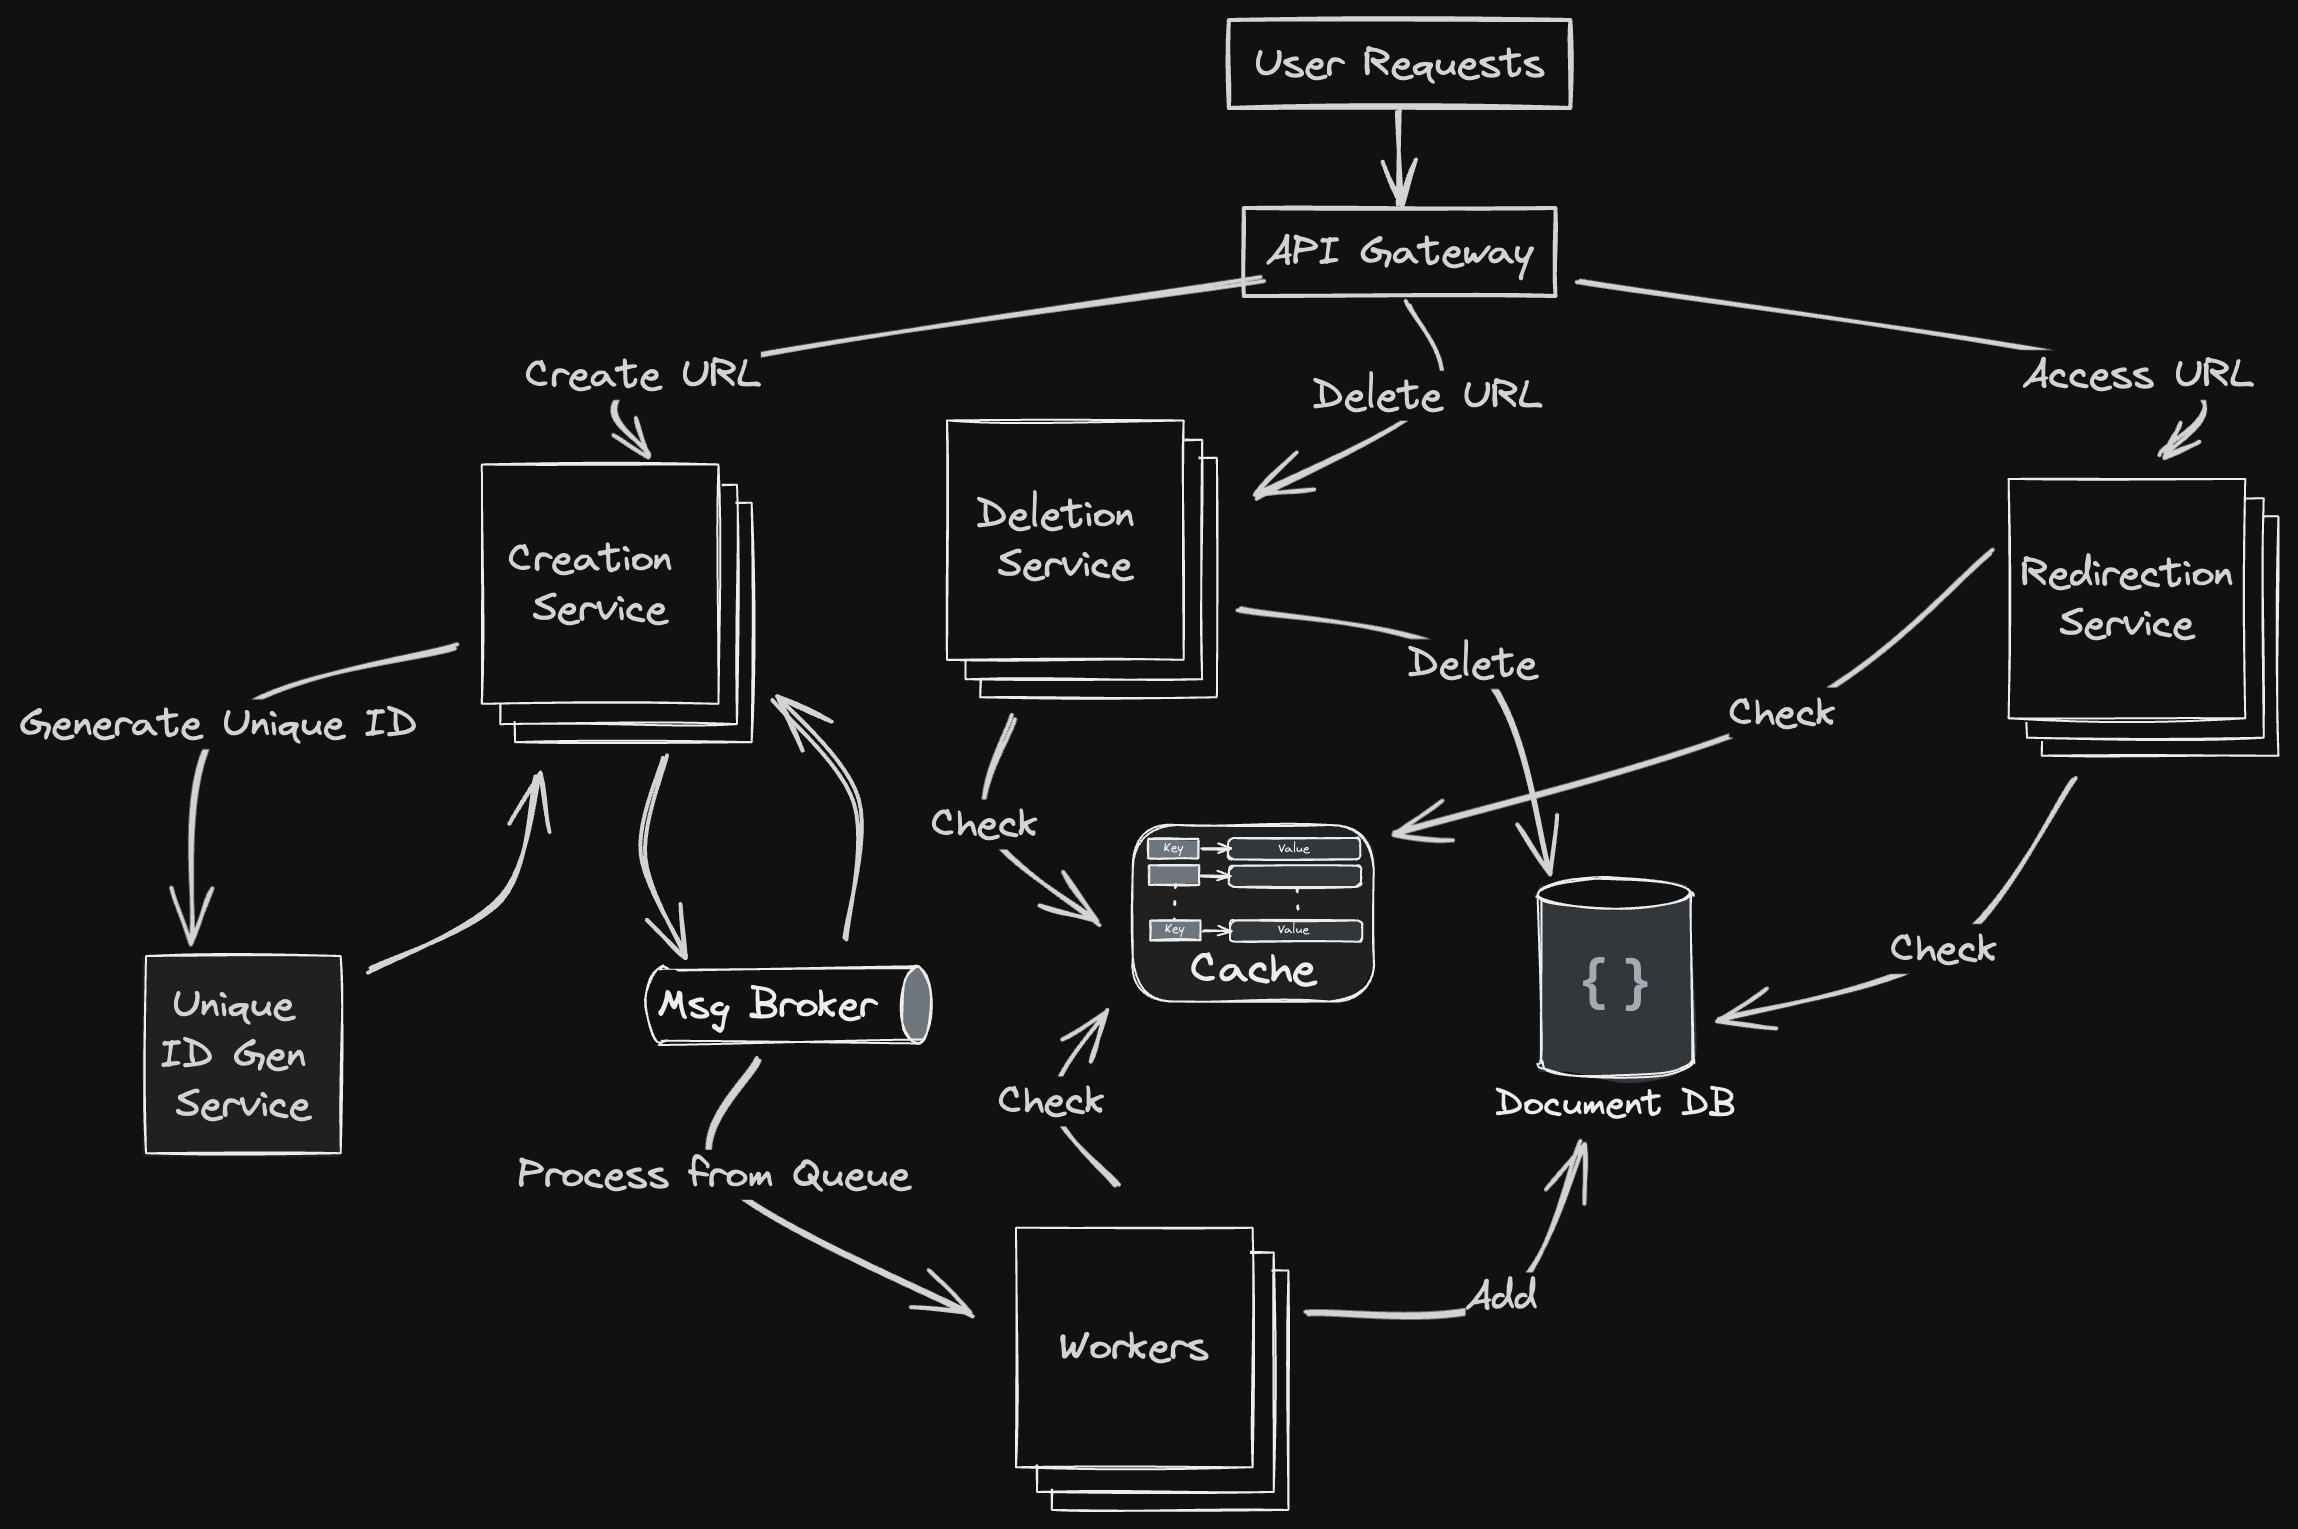 User Requests
API Gateway
Create URL
Delete URL
Access URL
Creation
Service
Deletion
Service
Redirection
Service
Generate Unique ID
Delete
Check
Check
Key
Value
Key
Value
Cache
{ }
Check
Document DB
Unique
ID Gen
Service
Msg Broker
Check
Process from Queue
Add
Workers